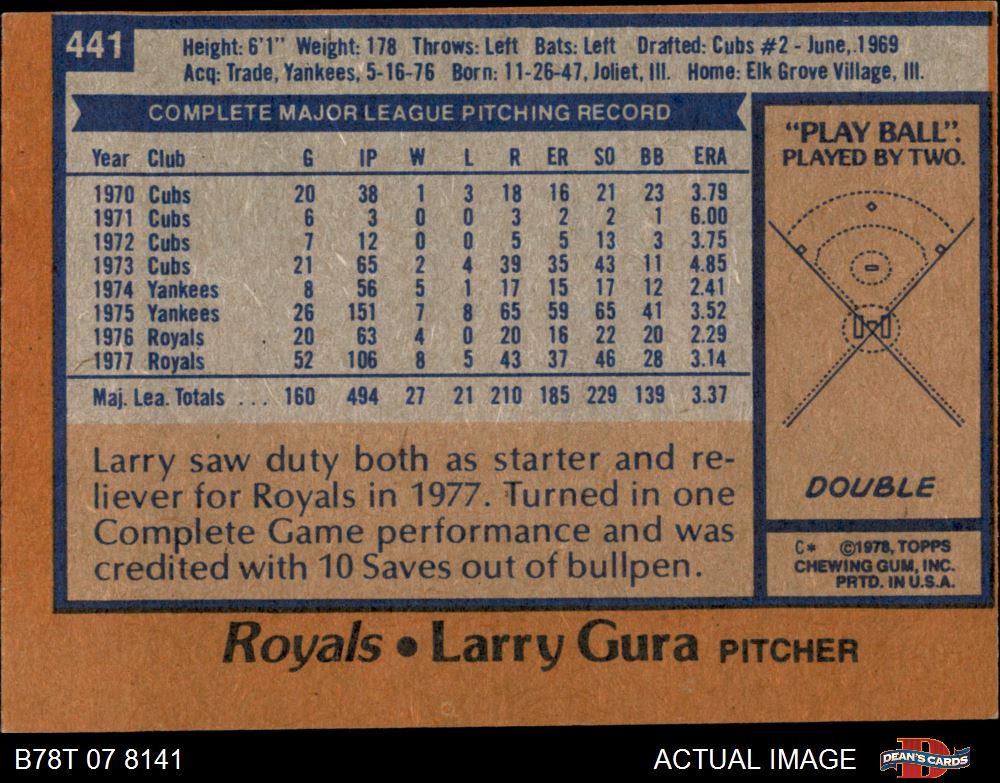 441
Height: 6'1" Weight: 178 Throws: Left Bats: Left Drafted: Cubs #2 - June, 1969
Acq: Trade, Yankees, 5-16-76 Born: 11-26-47, Joliet, Ill. Home: Elk Grove Village, Ill.
COMPLETE MAJOR LEAGUE PITCHING RECORD
Year Club G IP W L R ER SO BB ERA
1970 Cubs 20 38 1 3 18 16 21 23 3.79
1971 Cubs 6 3 0 0 3 2 2 1 6.00
1972 Cubs 7 12 0 0 5 5 13 3 3.75
1973 Cubs 21 65 2 4 39 35 43 11 4.85
1974 Yankees 8 56 5 1 17 15 17 12 2.41
1975 Yankees 26 151 7 8 65 59 65 41 3.52
1976 Royals 20 63 4 0 20 16 22 20 2.29
1977 Royals 52 106 8 5 43 37 46 28 3.14
Maj. Lea. Totals ... 160 494 27 21 210 185 229 139 3.37
Larry saw duty both as starter and re-
liever for Royals in 1977. Turned in one
Complete Game performance and was
credited with 10 Saves out of bullpen.
"PLAY BALL".
PLAYED BY TWO.
DOUBLE
C* ©1978, TOPPS
CHEWING GUM, INC.
PRTD. IN U.S.A.
Royals • Larry Gura PITCHER
B78T 07 8141
ACTUAL IMAGE
DEAN'S CARDS